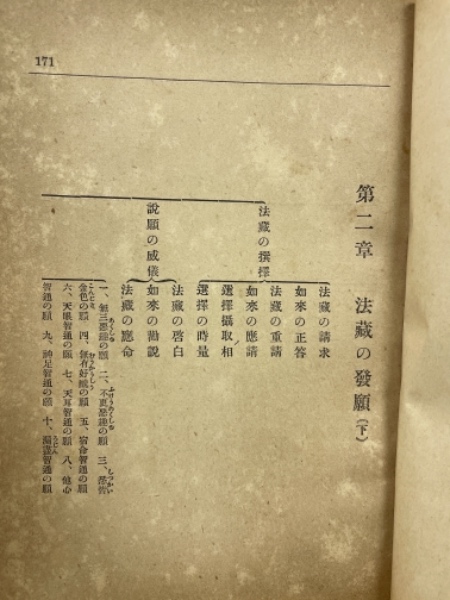 171
第二章 法藏の發願(下)
法藏の撰擇
法藏の請求
如來の正答
法藏の重請
如來の應請
選擇攝取相
選擇の時量
說願の威儀
法藏の啓白
如來の勸說
法藏の應命
一、無三惡趣の願 二、不更惡趣の願 三、悉皆
金色の願 四、無有好醜の願 五、宿命智通の願
六、天眼智通の願 七、天耳智通の願 八、他心
智通の願 九、神足智通の願 十、漏盡智通の願